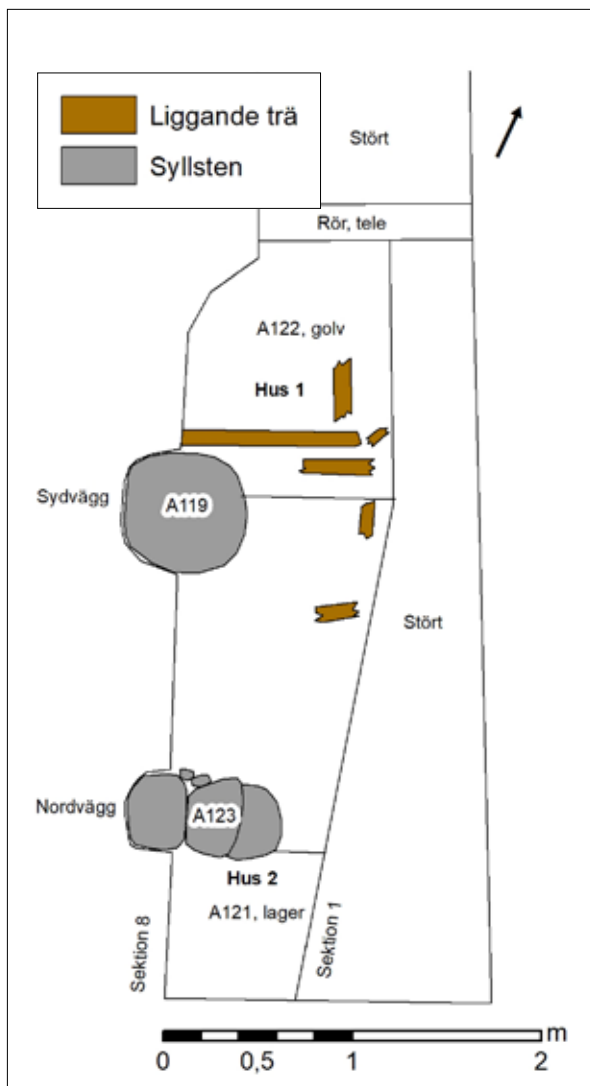 Liggande trä
Syllsten
Stört
Rör, tele
A122, golv
Hus 1
Sydvägg
A119
Stört
Nordvägg
A123
Hus 2
A121, lager
Sektion 8
Sektion 1
m
0 0,5 1 2